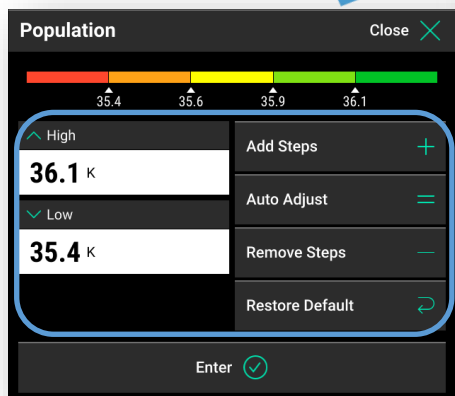 Population
Close
35.4 35.6 35.9 36.1
High
36.1 K
Low
35.4 K
Add Steps
Auto Adjust
Remove Steps
Restore Default
Enter